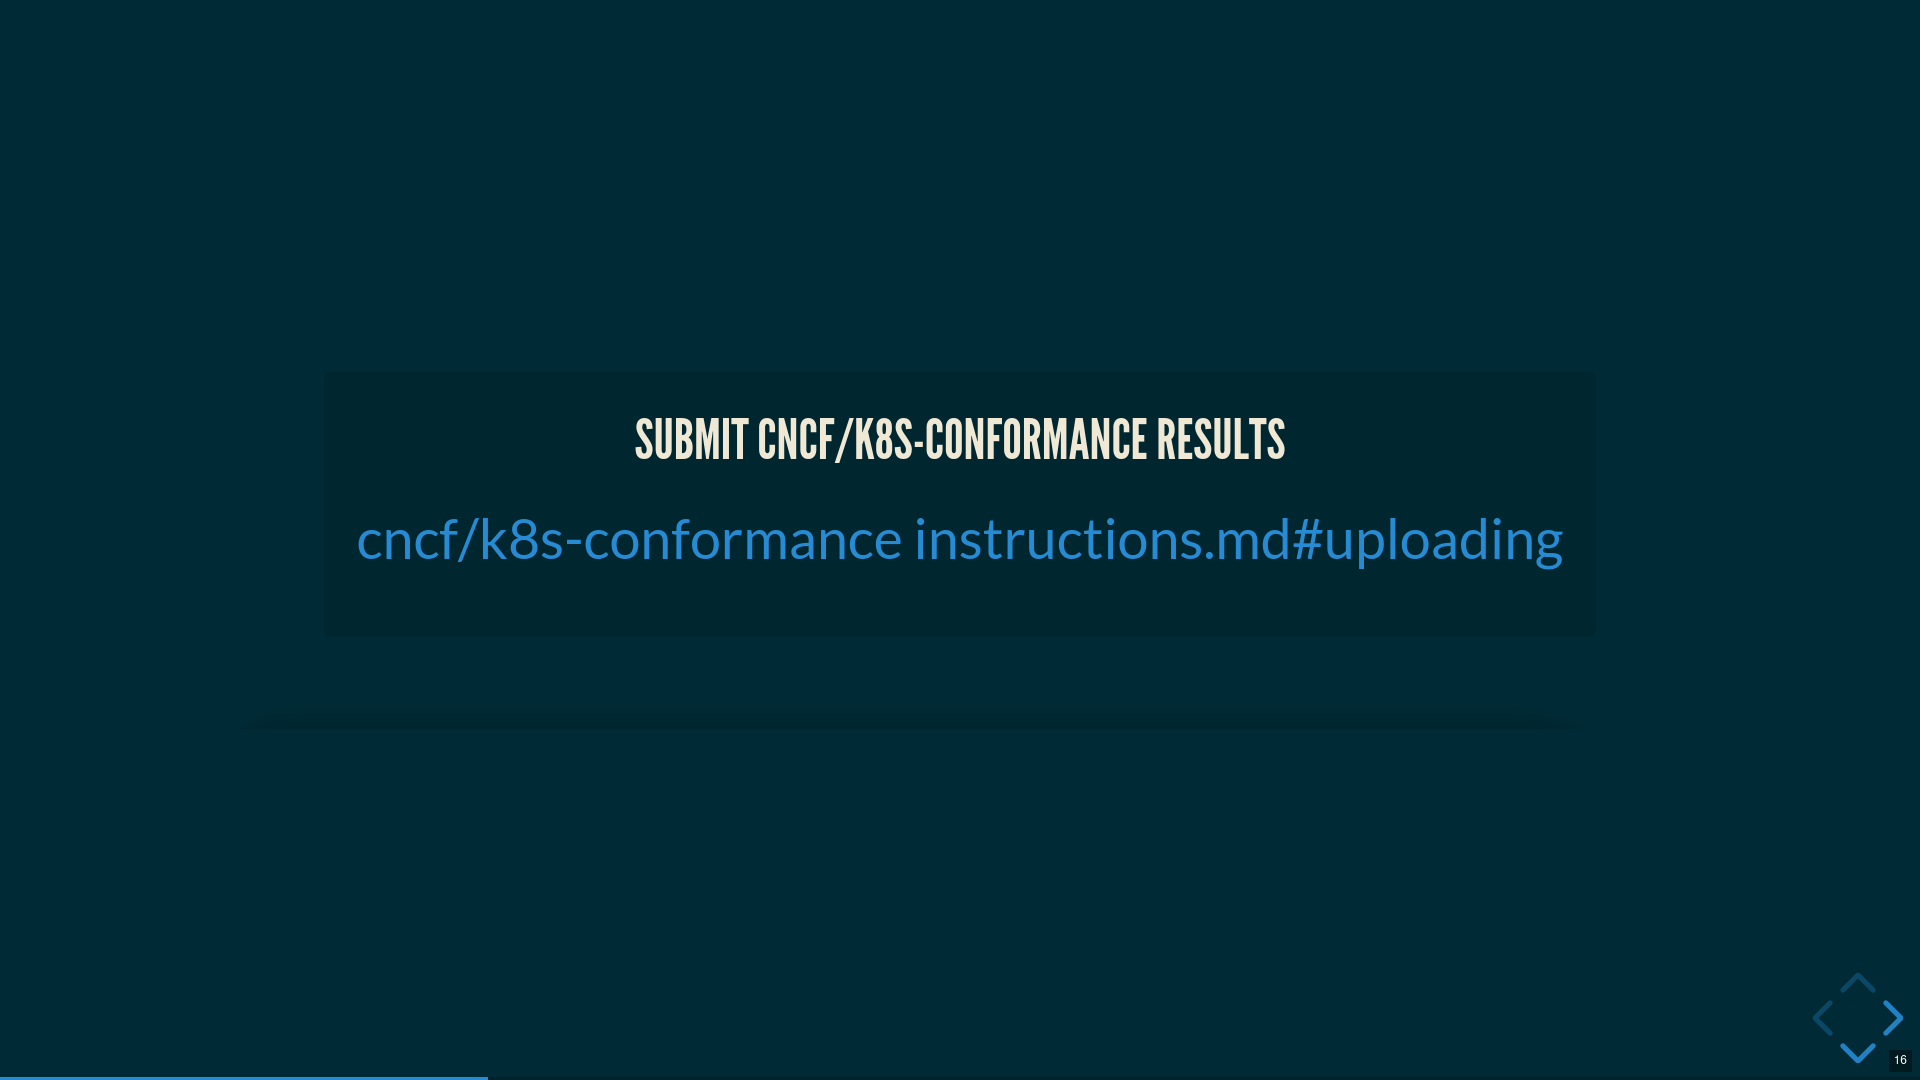 SUBMIT CNCF/K8S-CONFORMANCE RESULTS
cncf/k8s-conformance instructions.md#uploading
16